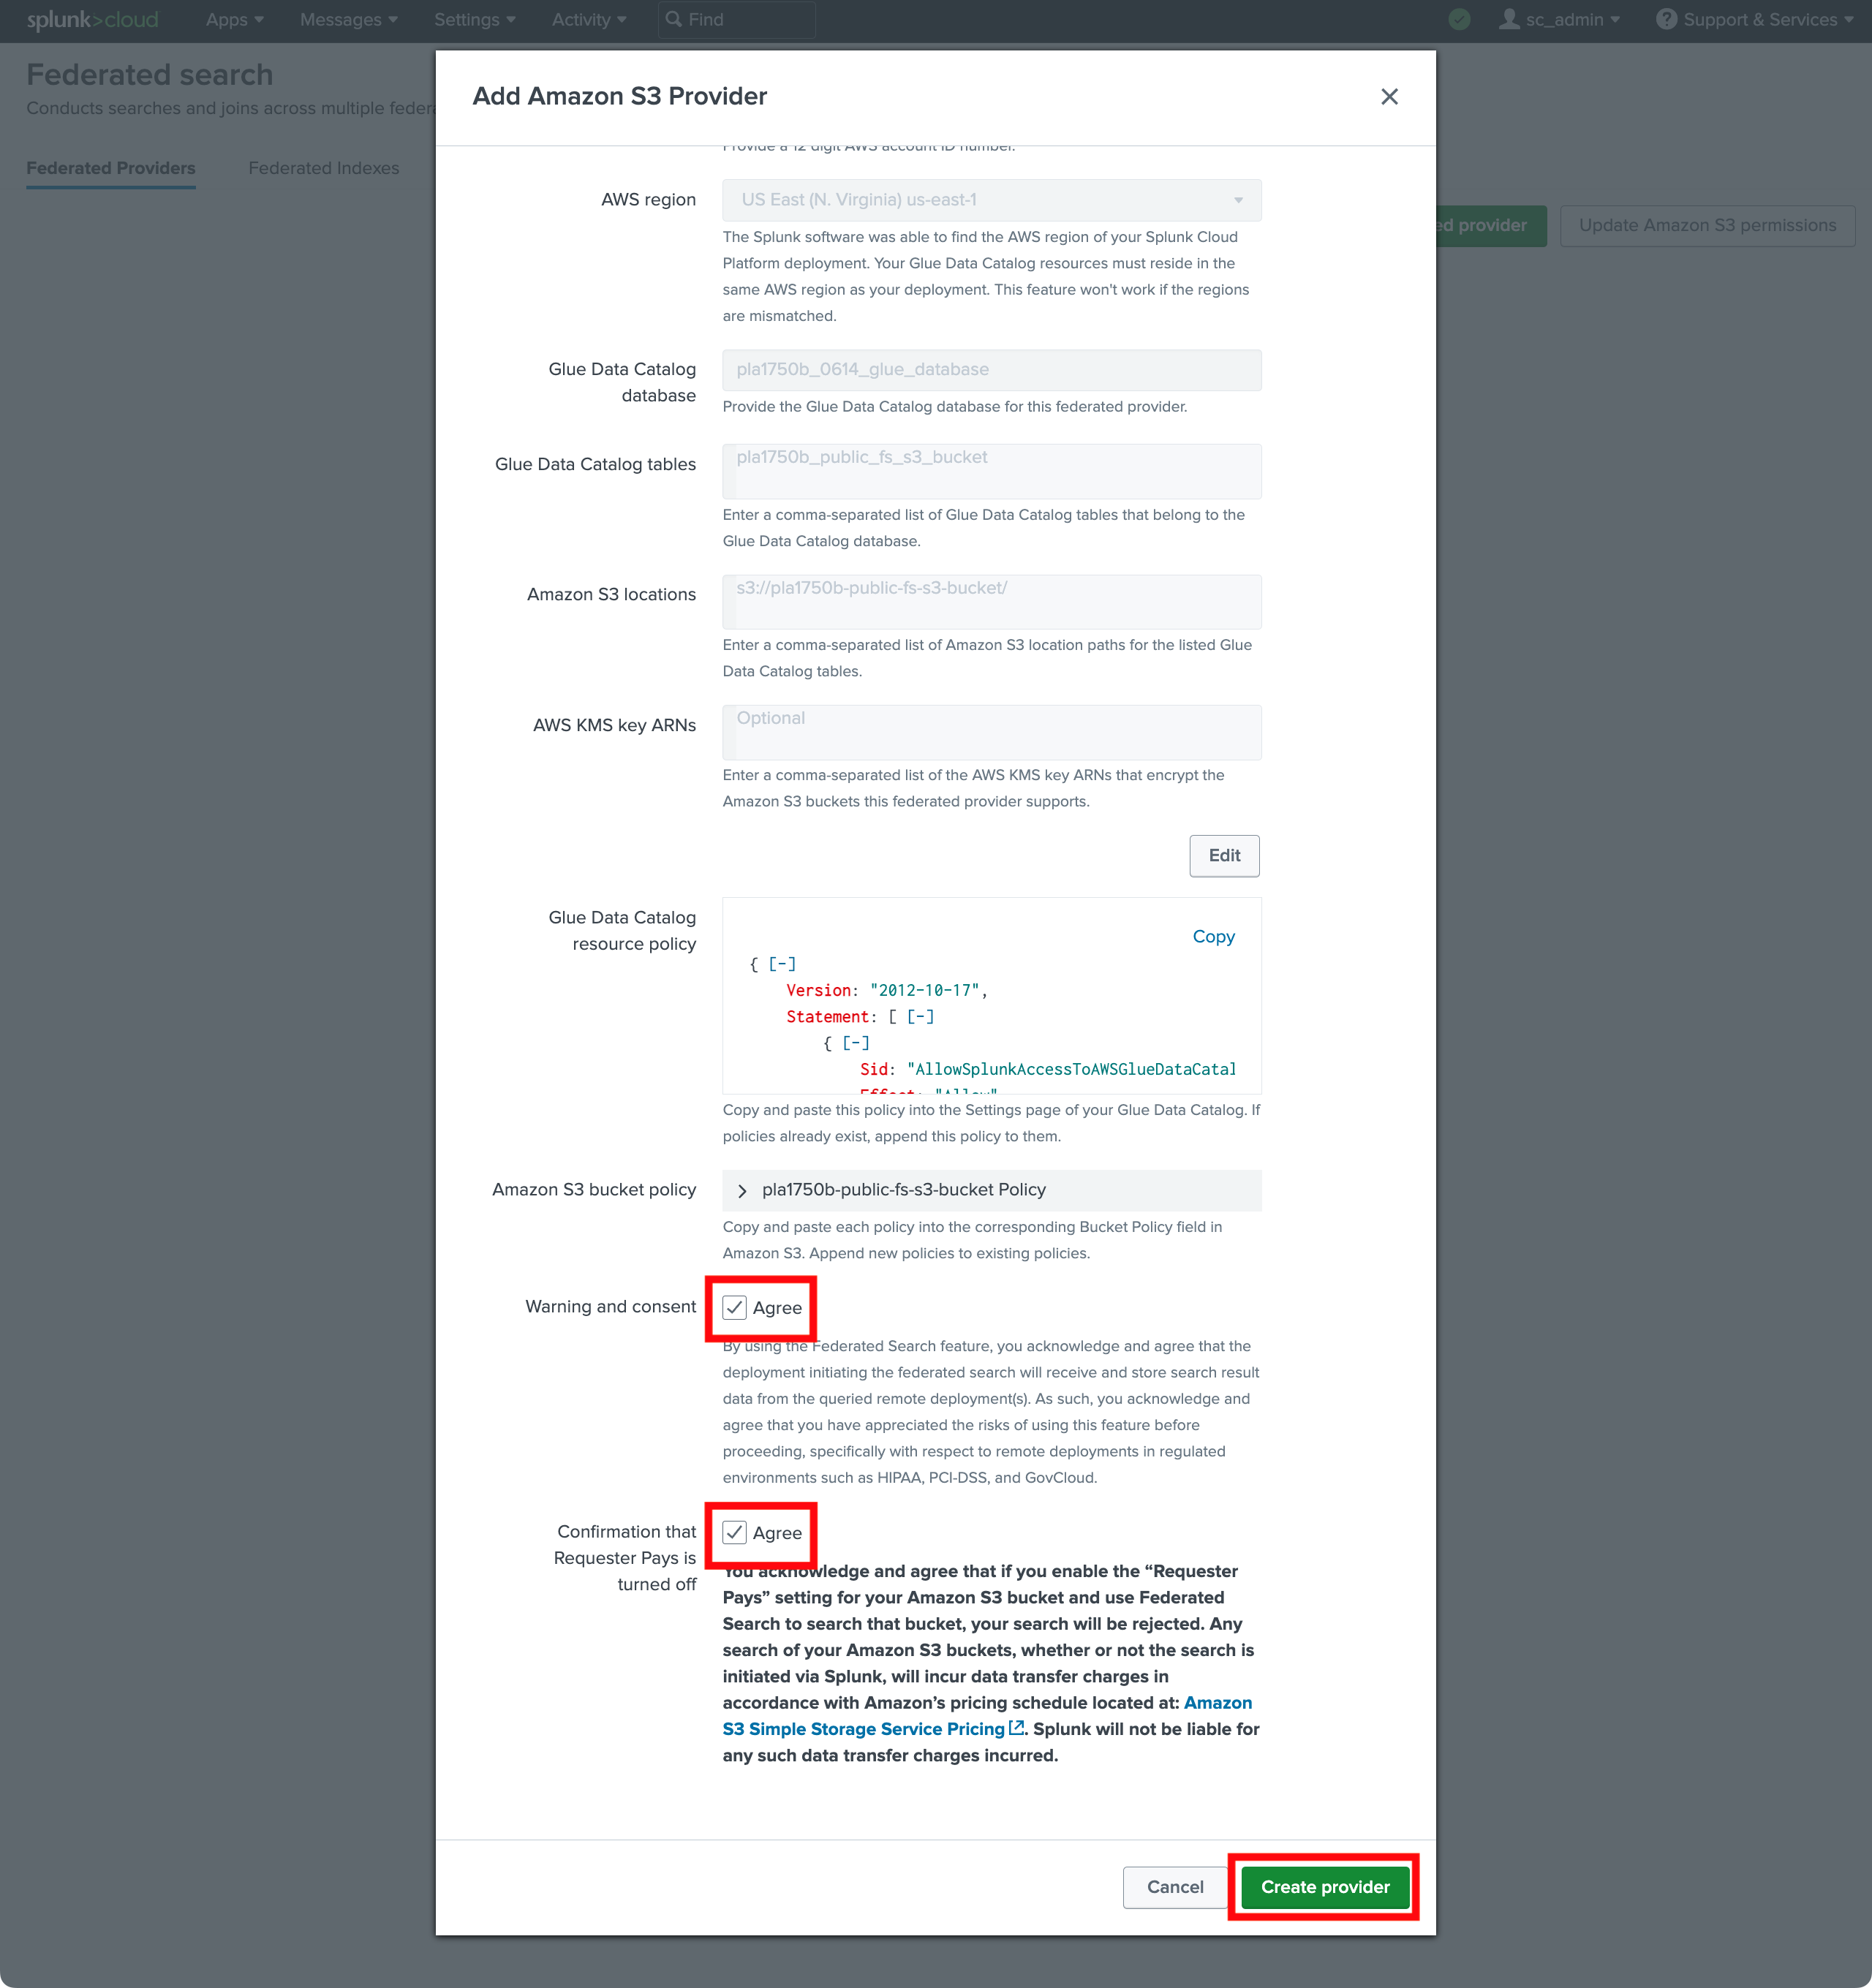 splunk>cloud Apps Messages Settings Activity Find sc_admin Support & Services
Federated search
Conducts searches and joins across multiple federa
Federated Providers Federated Indexes
ed provider Update Amazon S3 permissions
Add Amazon S3 Provider
Provide a 12 digit AWS account ID number.
AWS region US East (N. Virginia) us-east-1
The Splunk software was able to find the AWS region of your Splunk Cloud
Platform deployment. Your Glue Data Catalog resources must reside in the
same AWS region as your deployment. This feature won't work if the regions
are mismatched.
Glue Data Catalog
database
pla1750b_0614_glue_database
Provide the Glue Data Catalog database for this federated provider.
Glue Data Catalog tables pla1750b_public_fs_s3_bucket
Enter a comma-separated list of Glue Data Catalog tables that belong to the
Glue Data Catalog database.
Amazon S3 locations s3://pla1750b-public-fs-s3-bucket/
Enter a comma-separated list of Amazon S3 location paths for the listed Glue
Data Catalog tables.
AWS KMS key ARNs Optional
Enter a comma-separated list of the AWS KMS key ARNs that encrypt the
Amazon S3 buckets this federated provider supports.
Edit
Glue Data Catalog
resource policy
Copy
{ [-]
Version: "2012-10-17",
Statement: [ [-]
{ [-]
Sid: "AllowSplunkAccessToAWSGlueDataCatal
Effect: "Allow"
Copy and paste this policy into the Settings page of your Glue Data Catalog. If
policies already exist, append this policy to them.
Amazon S3 bucket policy pla1750b-public-fs-s3-bucket Policy
Copy and paste each policy into the corresponding Bucket Policy field in
Amazon S3. Append new policies to existing policies.
Warning and consent Agree
By using the Federated Search feature, you acknowledge and agree that the
deployment initiating the federated search will receive and store search result
data from the queried remote deployment(s). As such, you acknowledge and
agree that you have appreciated the risks of using this feature before
proceeding, specifically with respect to remote deployments in regulated
environments such as HIPAA, PCI-DSS, and GovCloud.
Confirmation that
Requester Pays is
turned off
Agree
You acknowledge and agree that if you enable the “Requester
Pays” setting for your Amazon S3 bucket and use Federated
Search to search that bucket, your search will be rejected. Any
search of your Amazon S3 buckets, whether or not the search is
initiated via Splunk, will incur data transfer charges in
accordance with Amazon’s pricing schedule located at: Amazon
S3 Simple Storage Service Pricing. Splunk will not be liable for
any such data transfer charges incurred.
Cancel Create provider